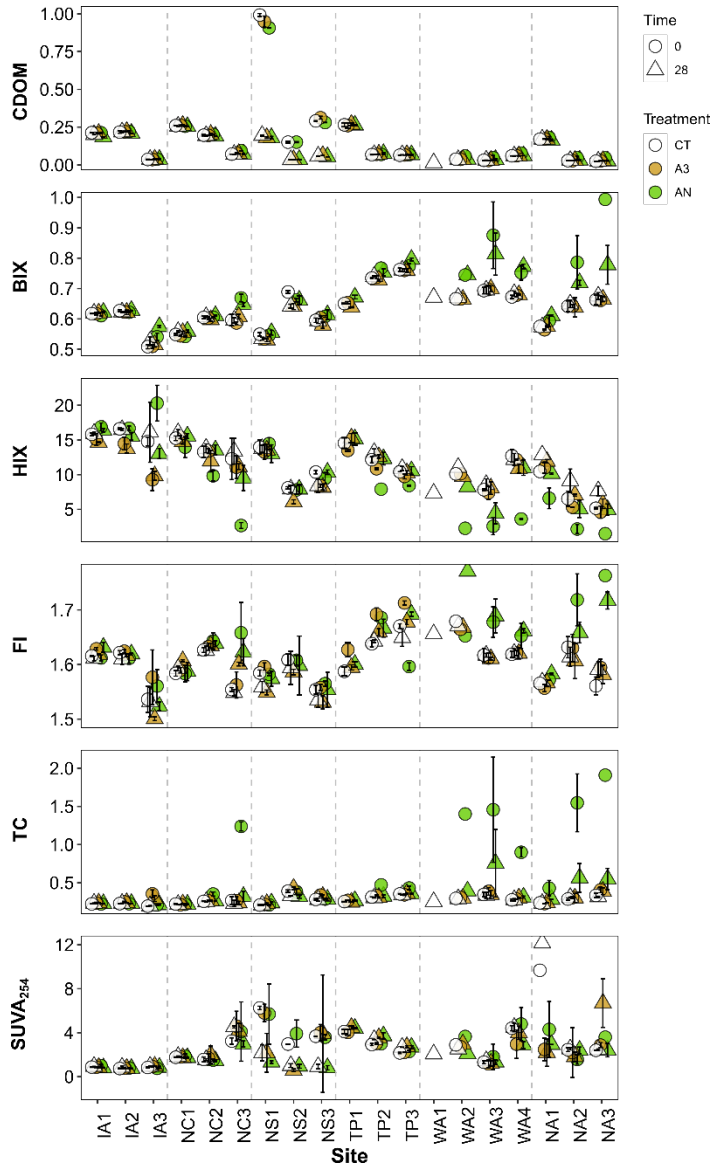 Time
0
28
Treatment
CT
A3
AN
CDOM
1.00
0.75
0.50
0.25
0.00
BIX
1.0
0.9
0.8
0.7
0.6
0.5
HIX
20
15
10
5
FI
1.7
1.6
1.5
TC
2.0
1.5
1.0
0.5
SUVA254
12
8
4
0
IA1
IA2
IA3
NC1
NC2
NC3
NS1
NS2
NS3
TP1
TP2
TP3
WA1
WA2
WA3
WA4
NA1
NA2
NA3
Site